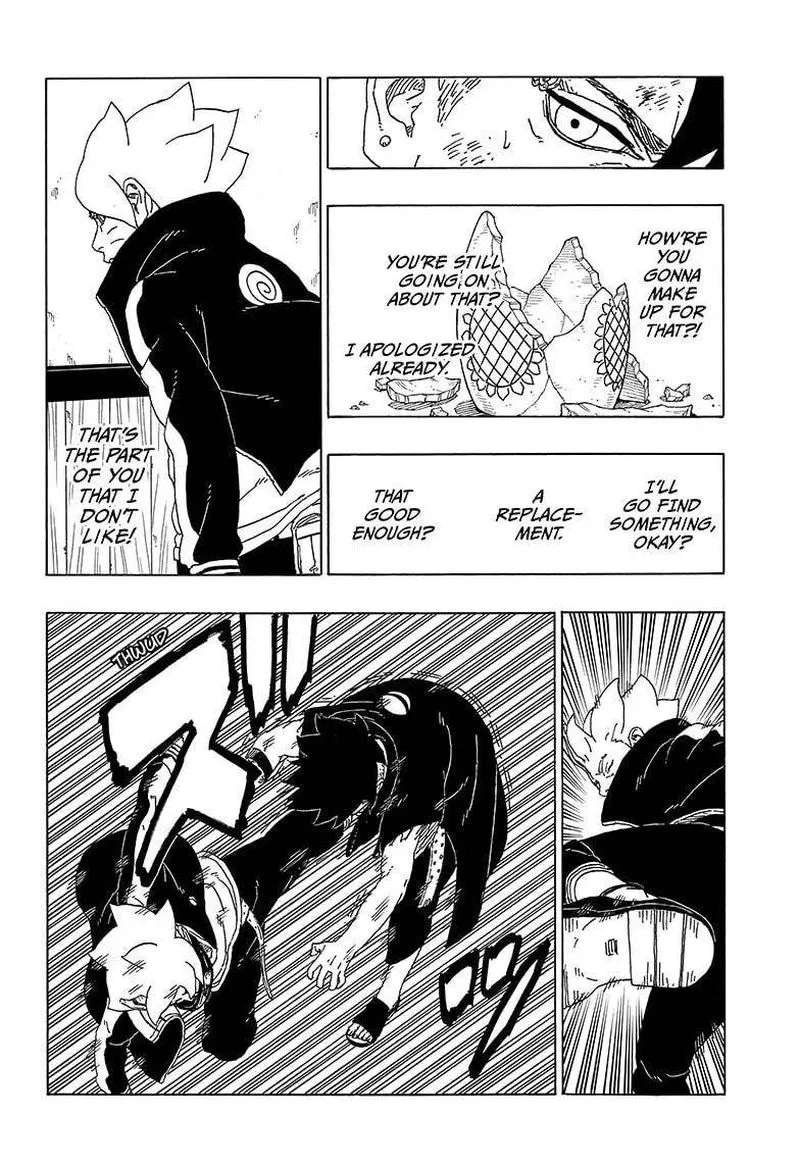 HOW'RE
YOU
GONNA
MAKE
UP FOR
THAT?!
YOU'RE STILL
GOING ON
ABOUT THAT?
I APOLOGIZED
ALREADY.
I'LL
GO FIND
SOMETHING,
OKAY?
A
REPLACE-
MENT.
THAT
GOOD
ENOUGH?
THAT'S
THE PART
OF YOU
THAT I
DON'T
LIKE!
THWUD